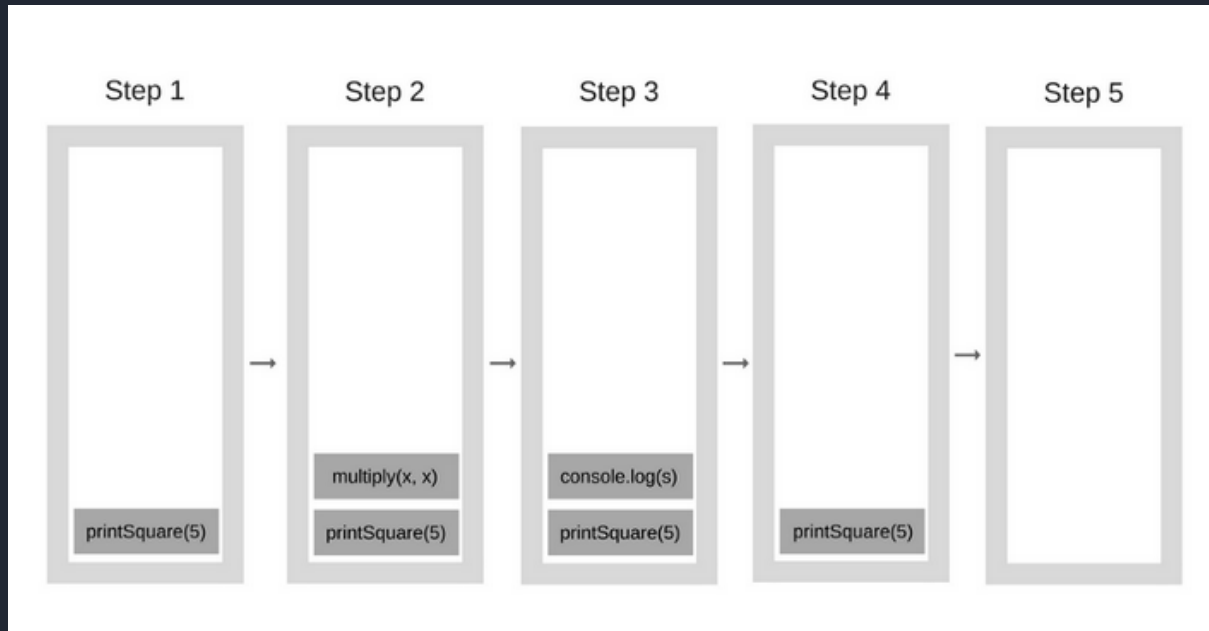 Step 1
Step 2
Step 3
Step 4
Step 5
multiply(x, x)
console.log(s)
printSquare(5)
printSquare(5)
printSquare(5)
printSquare(5)